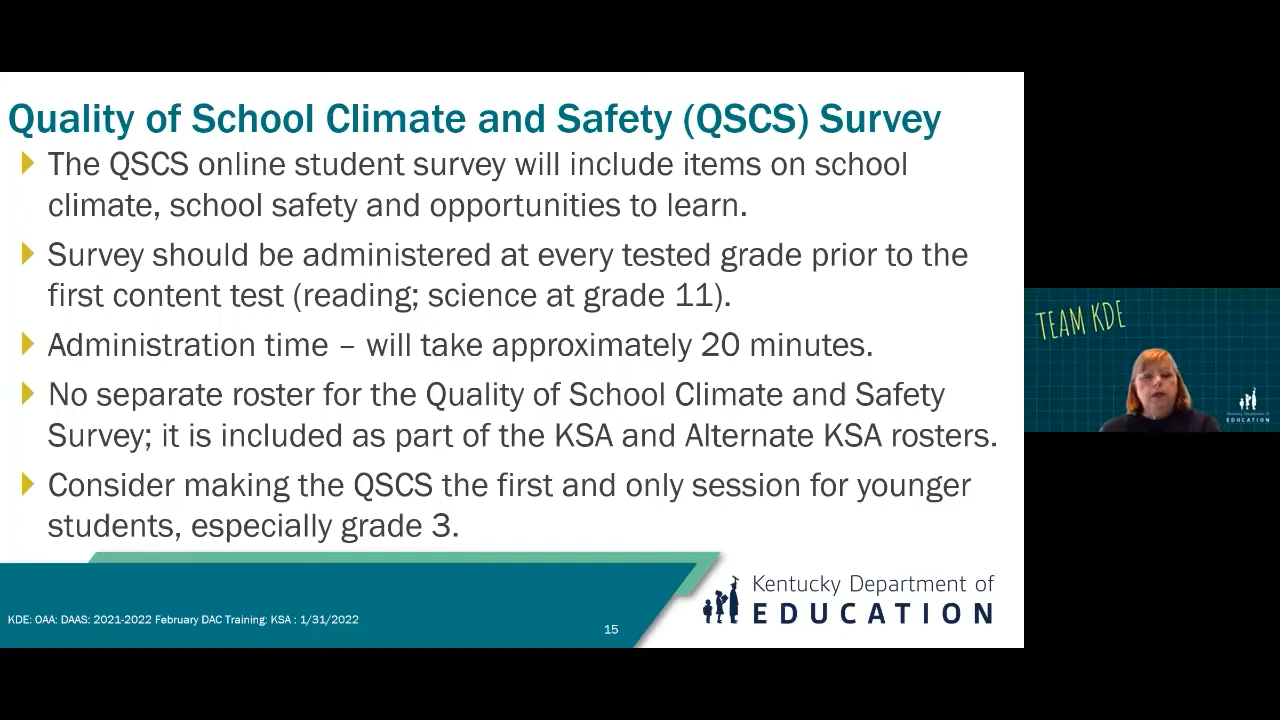 Quality of School Climate and Safety (QSCS) Survey
The QSCS online student survey will include items on school
climate, school safety and opportunities to learn.
Survey should be administered at every tested grade prior to the
first content test (reading; science at grade 11).
Administration time – will take approximately 20 minutes.
No separate roster for the Quality of School Climate and Safety
Survey; it is included as part of the KSA and Alternate KSA rosters.
Consider making the QSCS the first and only session for younger
students, especially grade 3.
KDE: OAA: DAAS: 2021-2022 February DAC Training: KSA : 1/31/2022
15
Kentucky Department of
EDUCATION
TEAM KDE
Kentucky Department of
EDUCATION